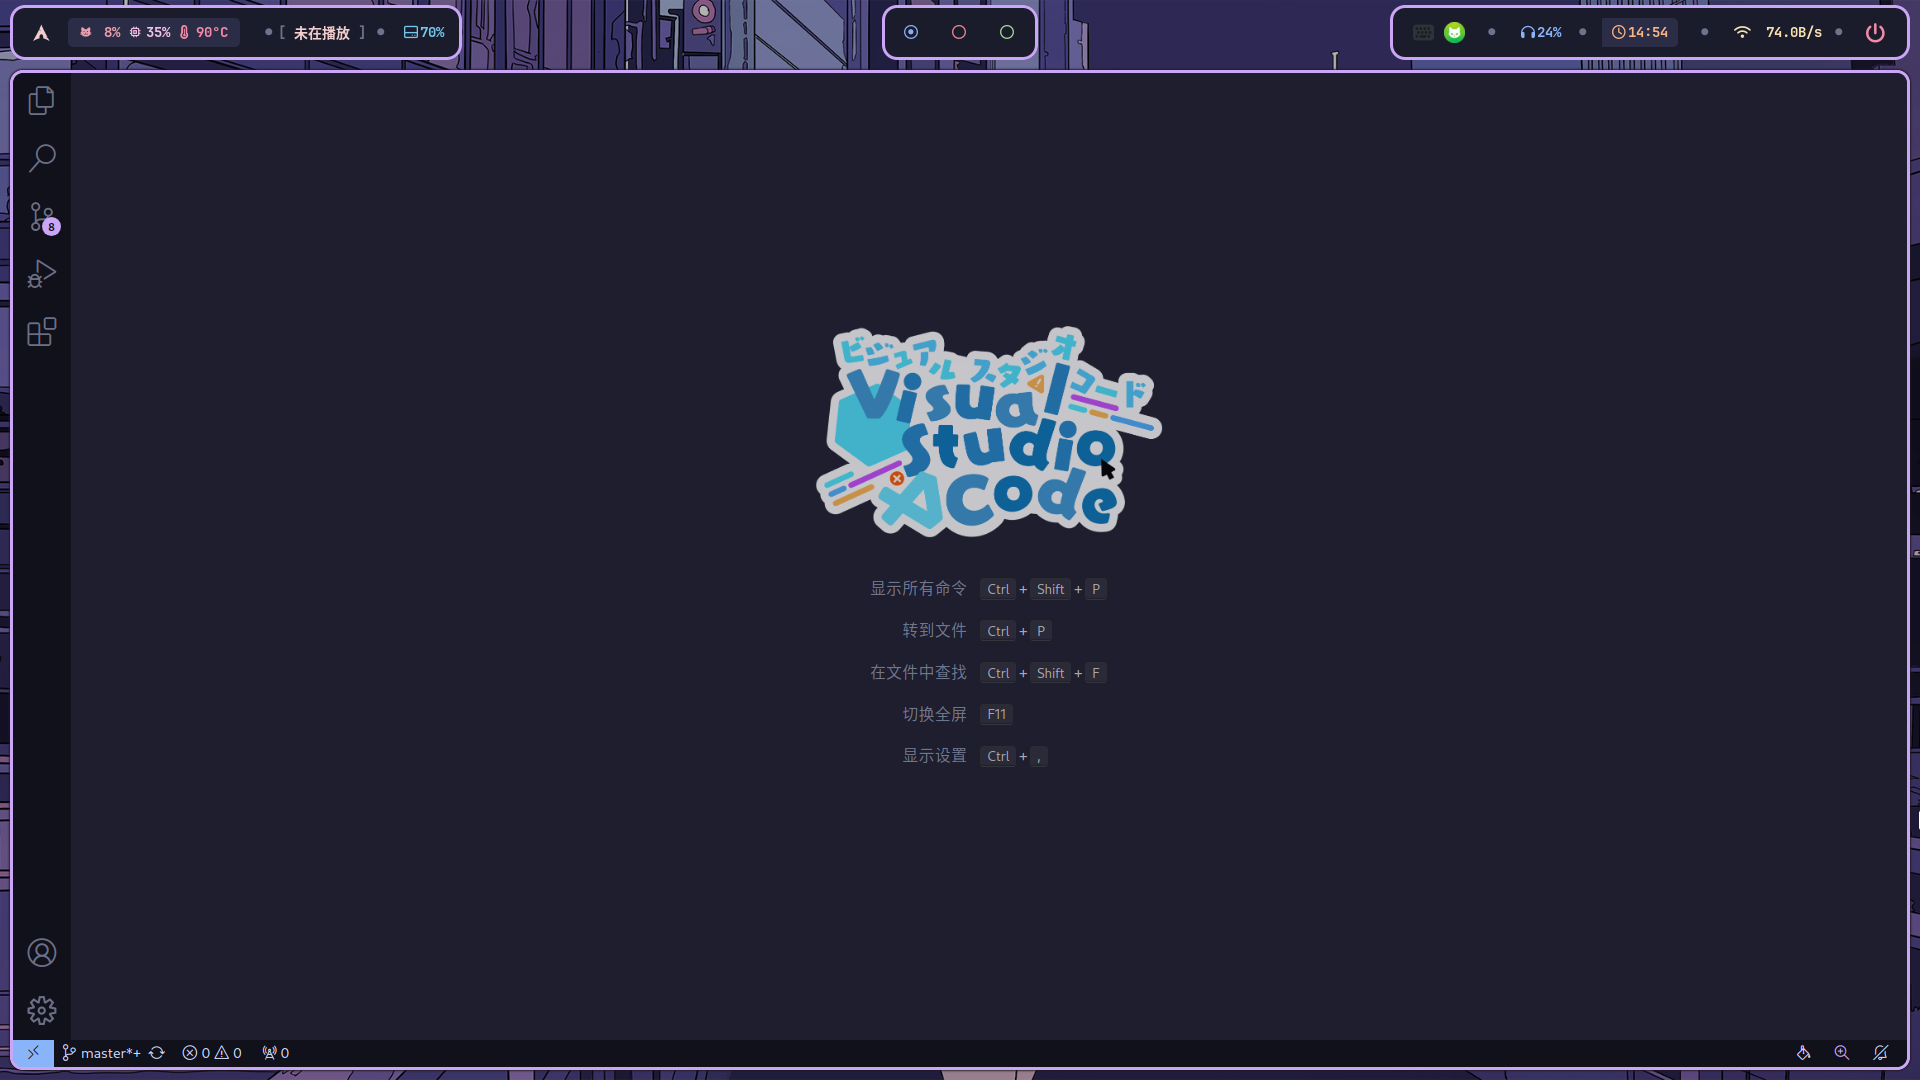 8% 35% 90°C [ 未在播放 ] 70%
24% 14:54 74.0B/s
8
ビジュアルスタジオコード
Visual
Studio
Code
显示所有命令 Ctrl + Shift + P
转到文件 Ctrl + P
在文件中查找 Ctrl + Shift + F
切换全屏 F11
显示设置 Ctrl + ,
master*+ 0 0 0